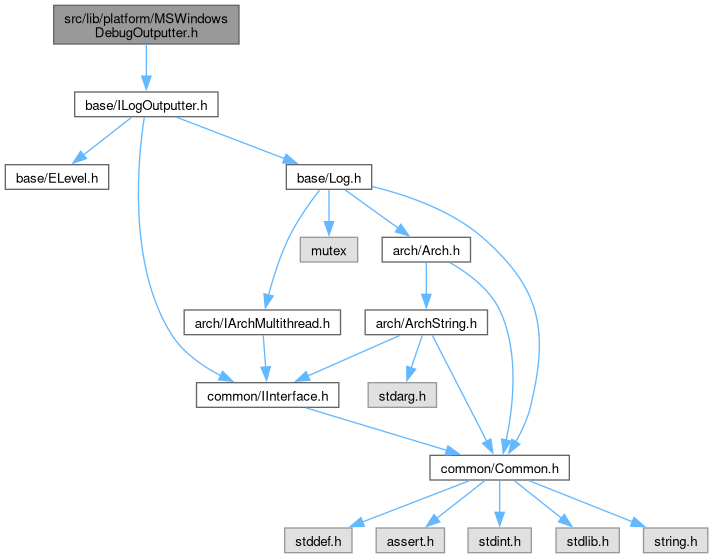 src/lib/platform/MSWindows
DebugOutputter.h
base/ILogOutputter.h
base/ELevel.h
base/Log.h
mutex
arch/Arch.h
arch/IArchMultithread.h
arch/ArchString.h
common/IInterface.h
stdarg.h
common/Common.h
stddef.h
assert.h
stdint.h
stdlib.h
string.h